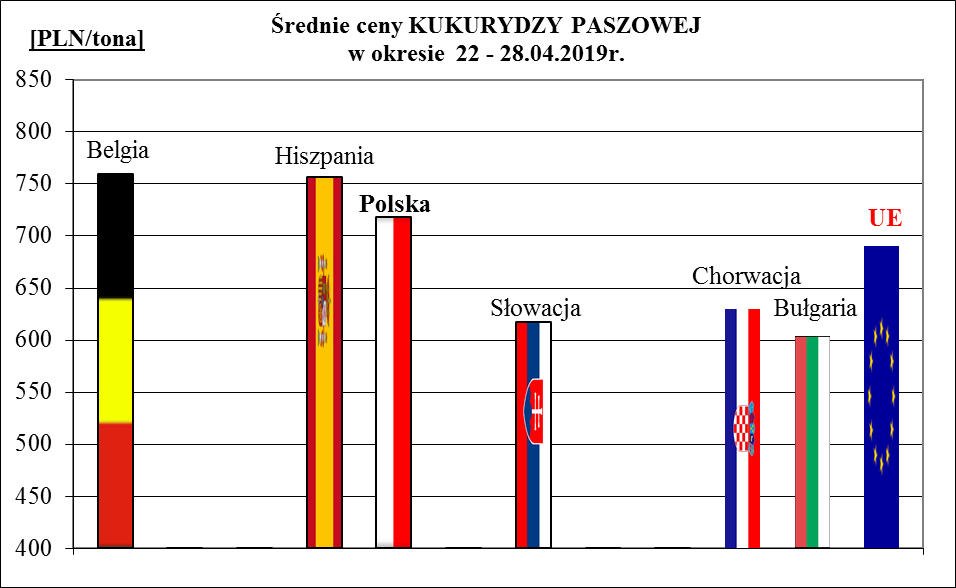 Średnie ceny KUKURYDZY PASZOWEJ
w okresie 22 - 28.04.2019r.
[PLN/tona]
850
800
750
700
650
600
550
500
450
400
Belgia
Hiszpania
Polska
Słowacja
Chorwacja
Bułgaria
UE